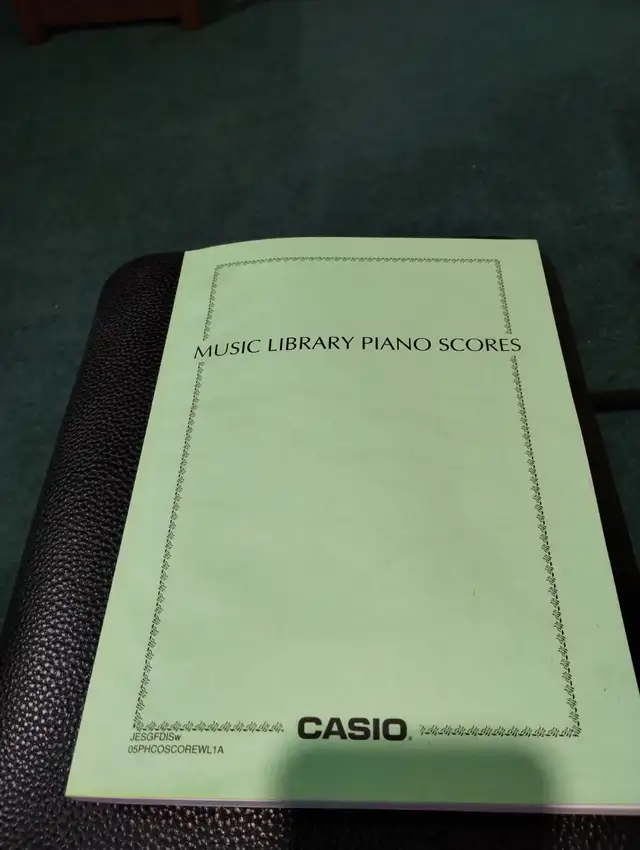 MUSIC LIBRARY PIANO SCORES
CASIO
JESGFDISw
05PHCOSCOREWL1A